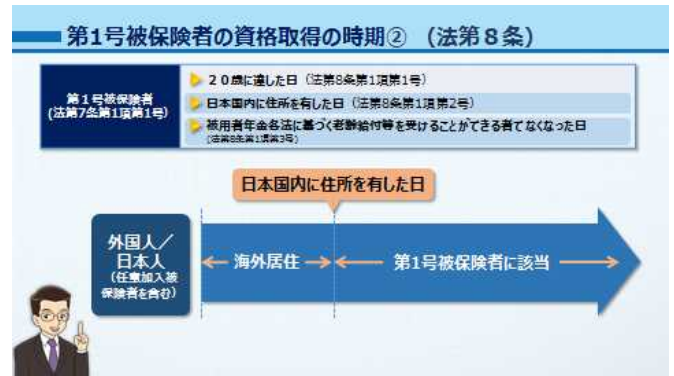 第1号被保険者の資格取得の時期② (法第8条)
第1号被保険者
(法第7条第1項第1号)
20歳に達した日(法第8条第1項第1号)
日本国内に住所を有した日(法第8条第1項第2号)
被用者年金各法に基づく老齢給付等を受けることができる者でなくなった日
(法第8条第1項第3号)
日本国内に住所を有した日
外国人/
日本人
(任意加入被
保険者を含む)
海外居住
第1号被保険者に該当